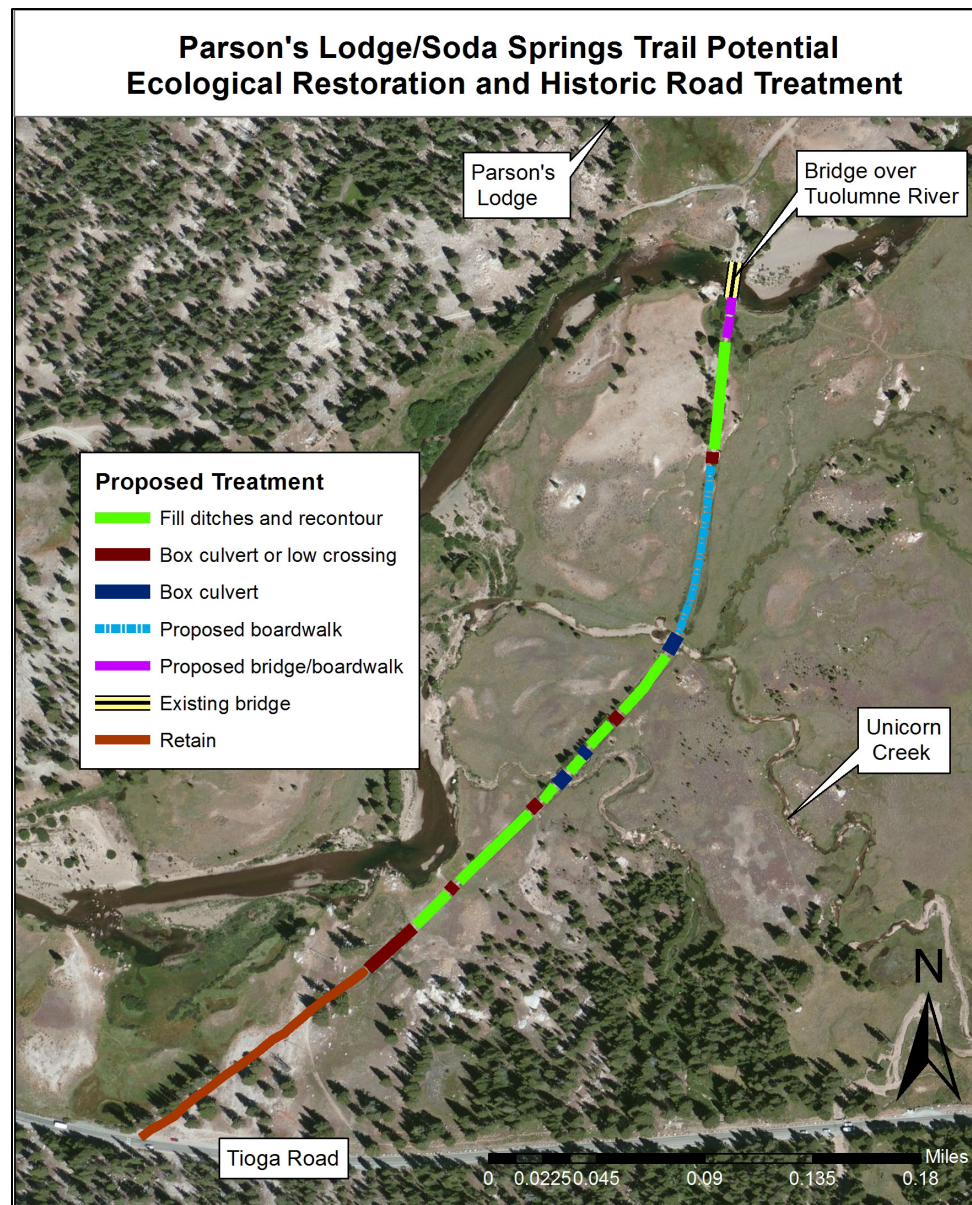 Parson's Lodge/Soda Springs Trail Potential
Ecological Restoration and Historic Road Treatment
Parson's
Lodge
Bridge over
Tuolumne River
Proposed Treatment
Fill ditches and recontour
Box culvert or low crossing
Box culvert
Proposed boardwalk
Proposed bridge/boardwalk
Existing bridge
Retain
Unicorn
Creek
N
Tioga Road
Miles
0 0.0225 0.045 0.09 0.135 0.18